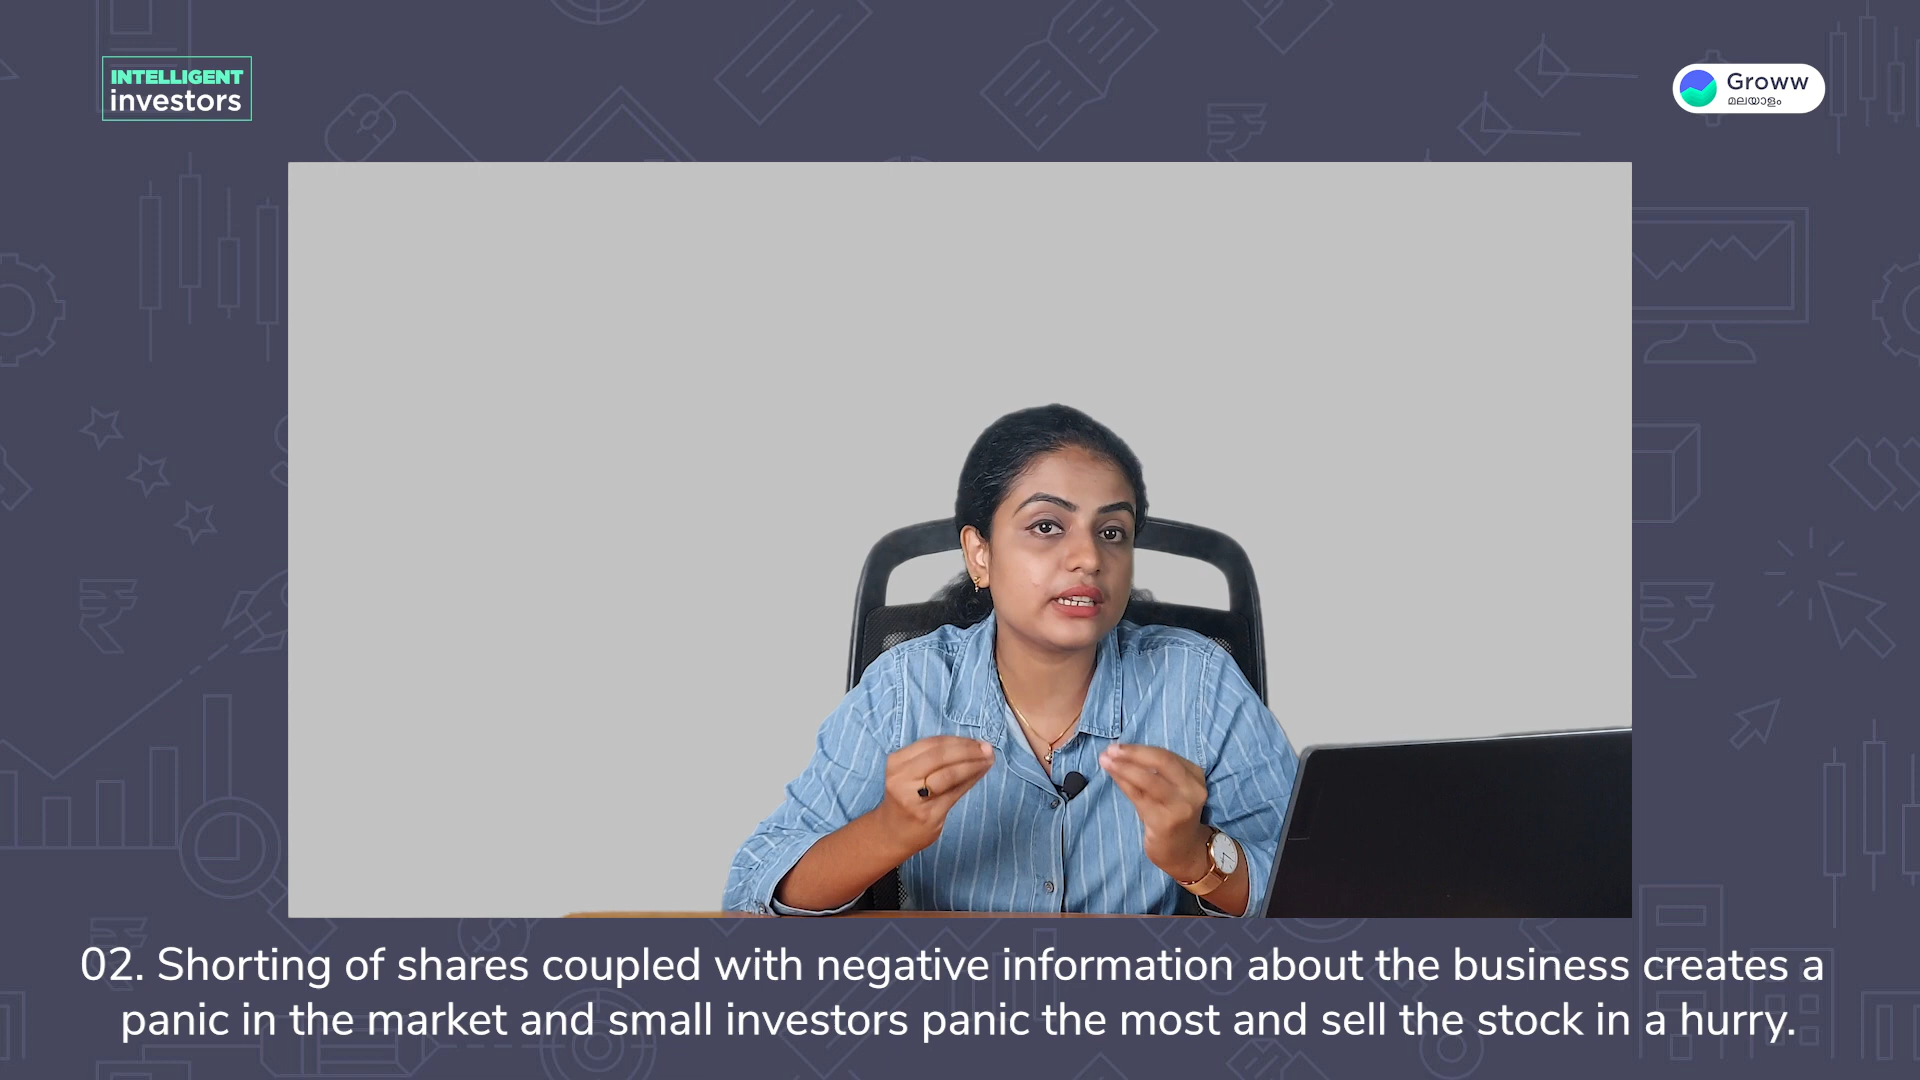 INTELLIGENT
investors
Groww
മലയാളം
02. Shorting of shares coupled with negative information about the business creates a
panic in the market and small investors panic the most and sell the stock in a hurry.